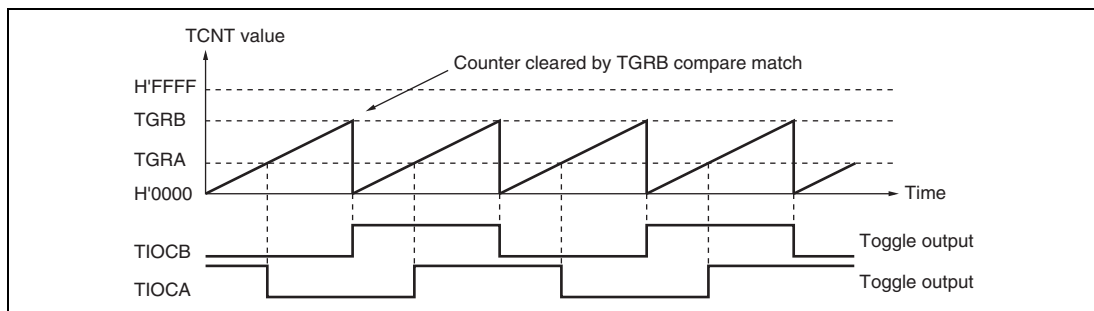 TCNT value
Counter cleared by TGRB compare match
H'FFFF
TGRB
TGRA
H'0000
Time
TIOCB
Toggle output
TIOCA
Toggle output